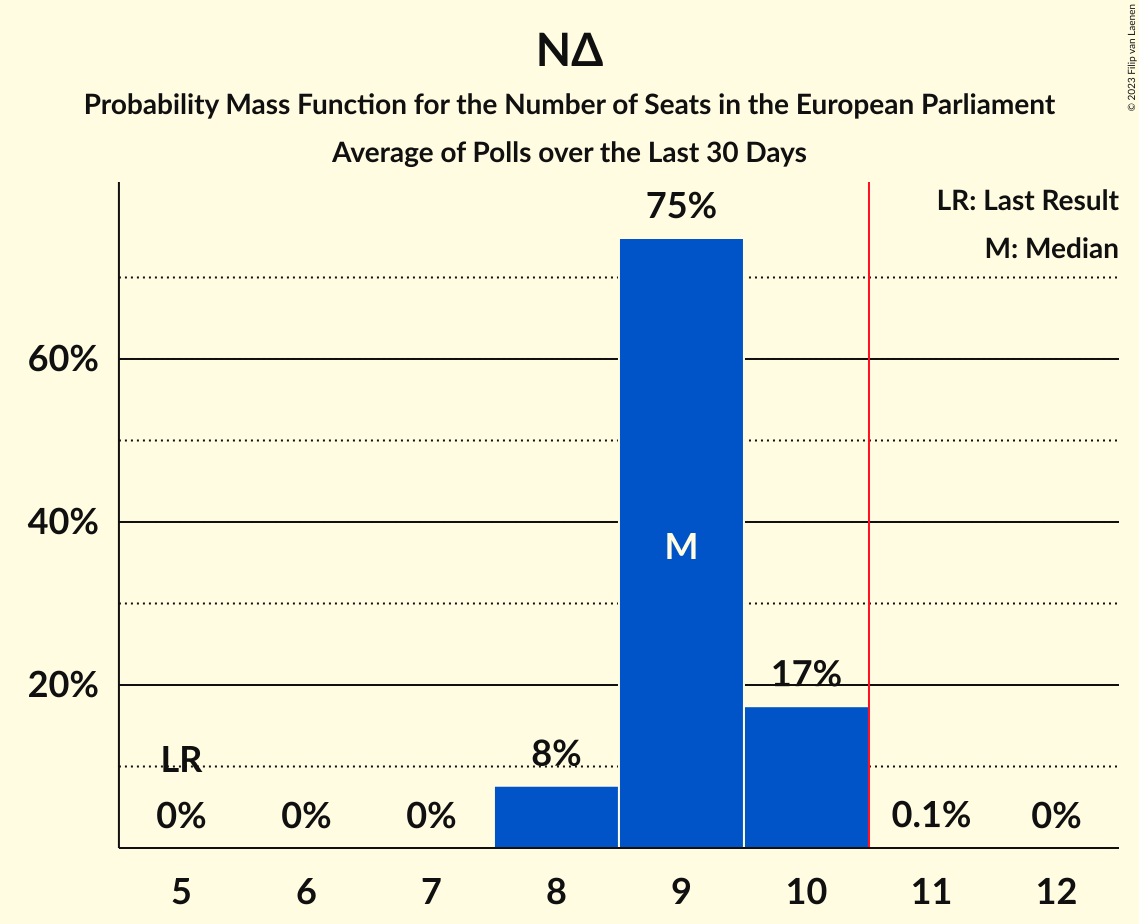 © 2023 Filip van Laenen
ΝΔ
Probability Mass Function for the Number of Seats in the European Parliament
Average of Polls over the Last 30 Days
LR: Last Result
M: Median
75%
60%
M
40%
17%
20%
8%
LR
0% 0% 0% 0.1% 0%
5 6 7 8 9 10 11 12